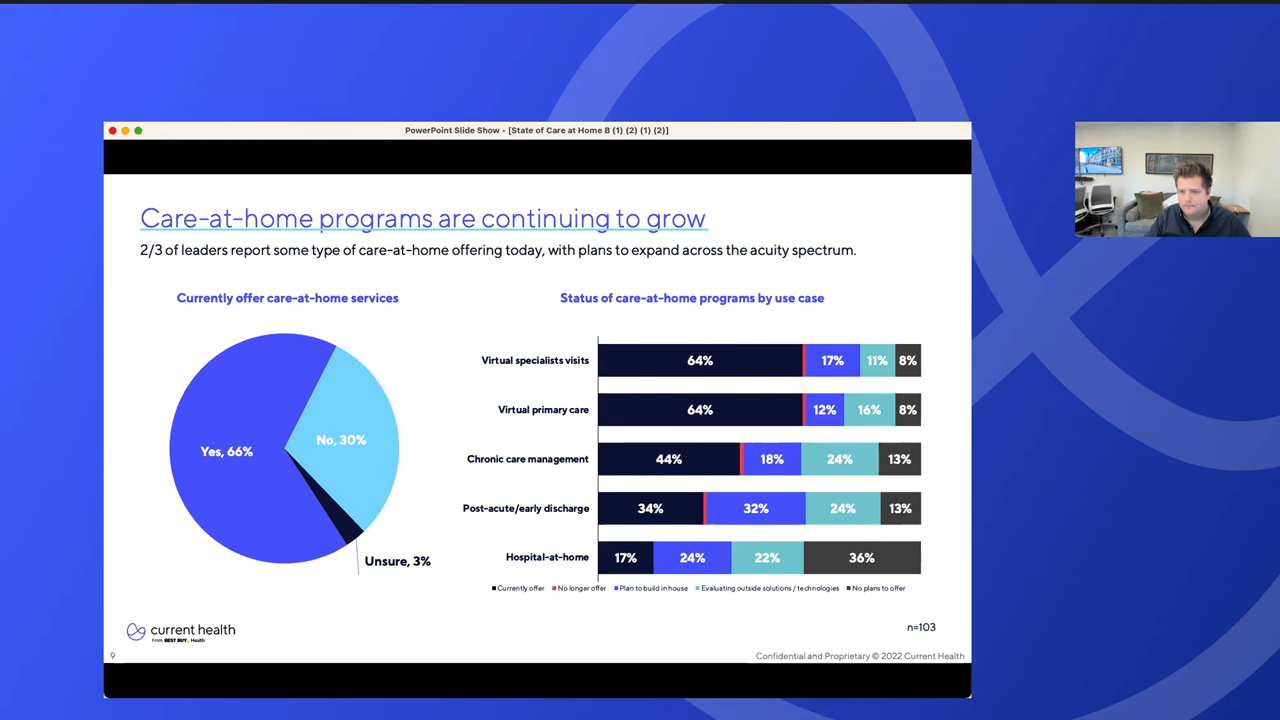 PowerPoint Slide Show - [State of Care at Home B (1) (2) (1) (2)]
Care-at-home programs are continuing to grow
2/3 of leaders report some type of care-at-home offering today, with plans to expand across the acuity spectrum.
Currently offer care-at-home services
Yes, 66%
No, 30%
Unsure, 3%
Status of care-at-home programs by use case
Virtual specialists visits 64% 17% 11% 8%
Virtual primary care 64% 12% 16% 8%
Chronic care management 44% 18% 24% 13%
Post-acute/early discharge 34% 32% 24% 13%
Hospital-at-home 17% 24% 22% 36%
Currently offer No longer offer Plan to build in house Evaluating outside solutions / technologies No plans to offer
current health
From BEST BUY Health
n=103
9
Confidential and Proprietary © 2022 Current Health